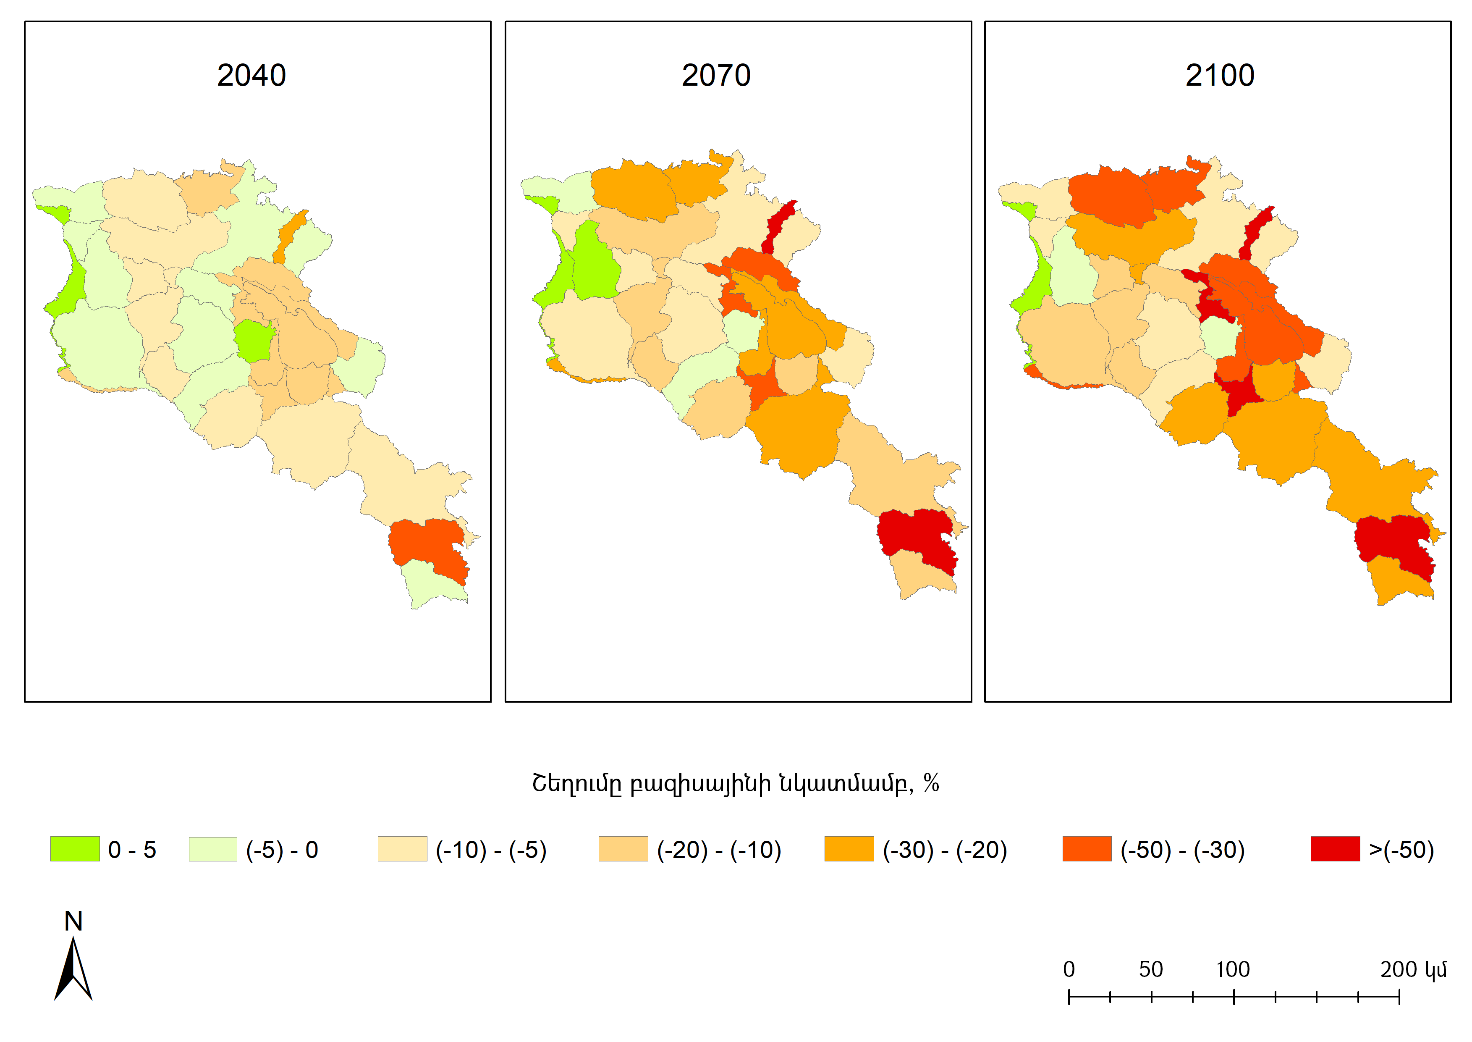 2040
2070
2100
Շեղումը բազիսայինի նկատմամբ, %
0 - 5
(-5) - 0
(-10) - (-5)
(-20) - (-10)
(-30) - (-20)
(-50) - (-30)
>(-50)
N
0 50 100 200 կմ